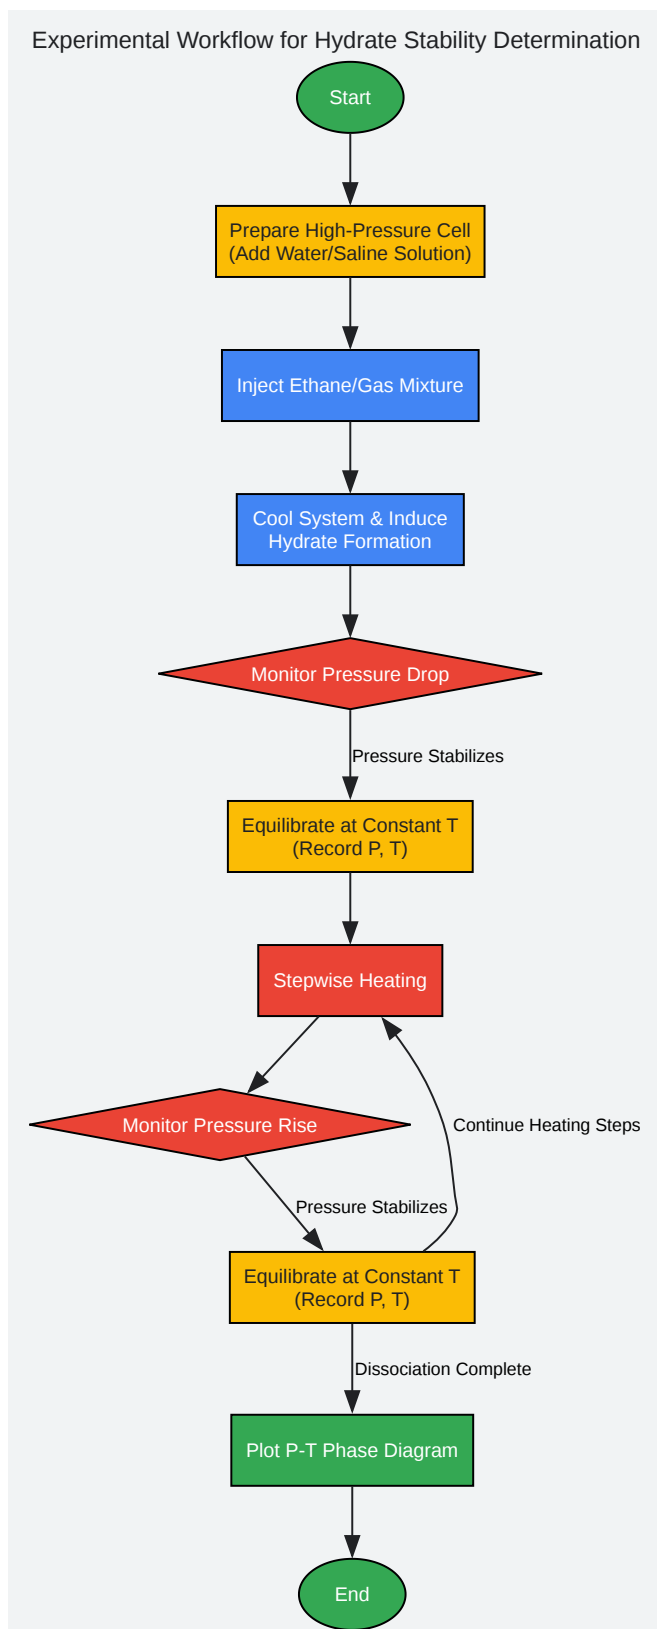 Experimental Workflow for Hydrate Stability Determination
Start
Prepare High-Pressure Cell
(Add Water/Saline Solution)
Inject Ethane/Gas Mixture
Cool System & Induce
Hydrate Formation
Monitor Pressure Drop
Pressure Stabilizes
Equilibrate at Constant T
(Record P, T)
Stepwise Heating
Monitor Pressure Rise
Continue Heating Steps
Pressure Stabilizes
Equilibrate at Constant T
(Record P, T)
Dissociation Complete
Plot P-T Phase Diagram
End